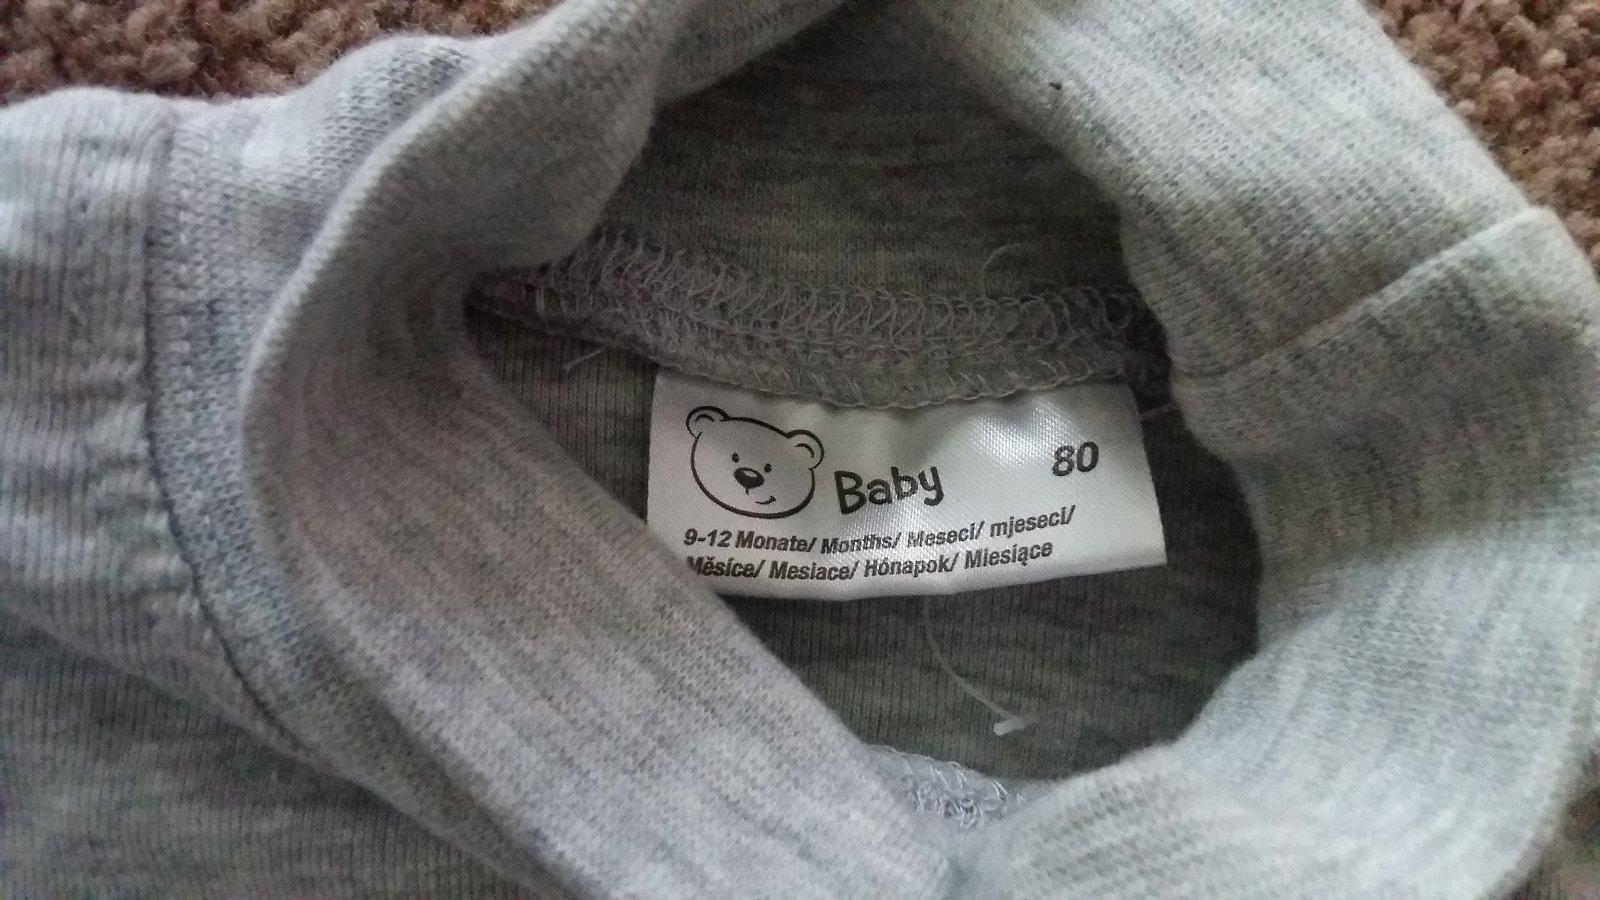 Baby 80
9-12 Monate/ Months/ Meseci/ mjeseci/
Měsíce/ Mesiace/ Hónapok/ Miesiące